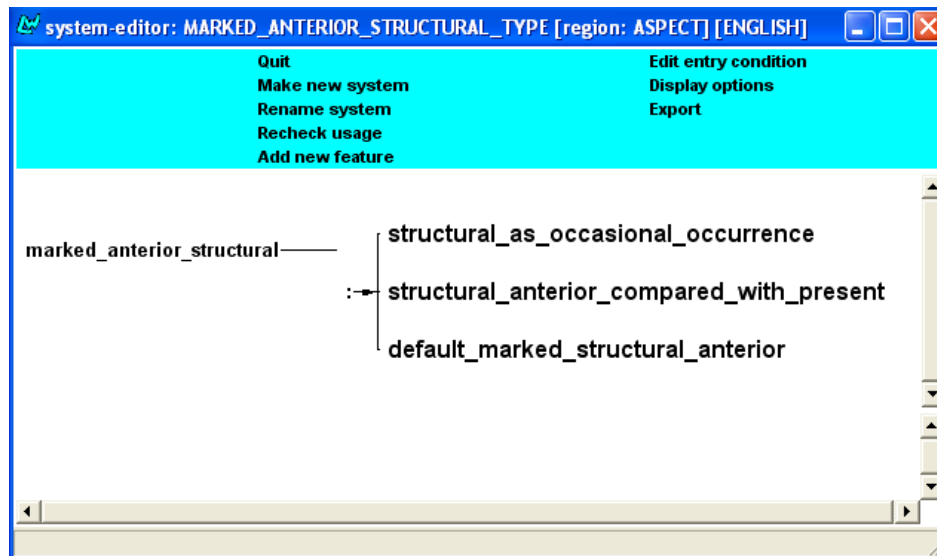 system-editor: MARKED_ANTERIOR_STRUCTURAL_TYPE [region: ASPECT] [ENGLISH]
Quit
Make new system
Rename system
Recheck usage
Add new feature
Edit entry condition
Display options
Export
marked_anterior_structural
:
structural_as_occasional_occurrence
structural_anterior_compared_with_present
default_marked_structural_anterior